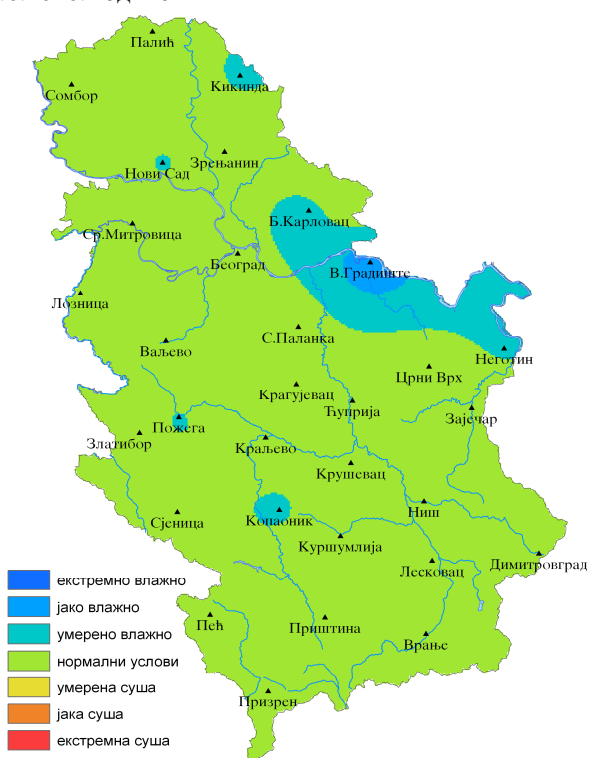 Палић
Кикинда
Сомбор
Зрењанин
Нови Сад
Б.Карловац
Ср.Митровица
Београд
В.Градиште
Лозница
С.Паланка
Ваљево
Неготин
Црни Врх
Крагујевац
Ћуприја
Зајечар
Пожега
Златибор
Краљево
Крушевац
Ниш
Копаоник
Сјеница
Куршумлија
Димитровград
Лесковац
Пећ
Приштина
Врање
Призрен
екстремно влажно
јако влажно
умерено влажно
нормални услови
умерена суша
јака суша
екстремна суша